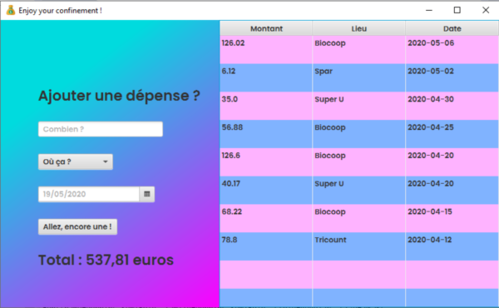 Enjoy your confinement !
Ajouter une dépense ?
Combien ?
Où ça ?
19/05/2020
Allez, encore une !
Total : 537,81 euros
Montant Lieu Date
126.02 Biocoop 2020-05-06
6.12 Spar 2020-05-02
35.0 Super U 2020-04-30
56.88 Biocoop 2020-04-25
126.6 Biocoop 2020-04-20
40.17 Super U 2020-04-20
68.22 Biocoop 2020-04-15
78.8 Tricount 2020-04-12